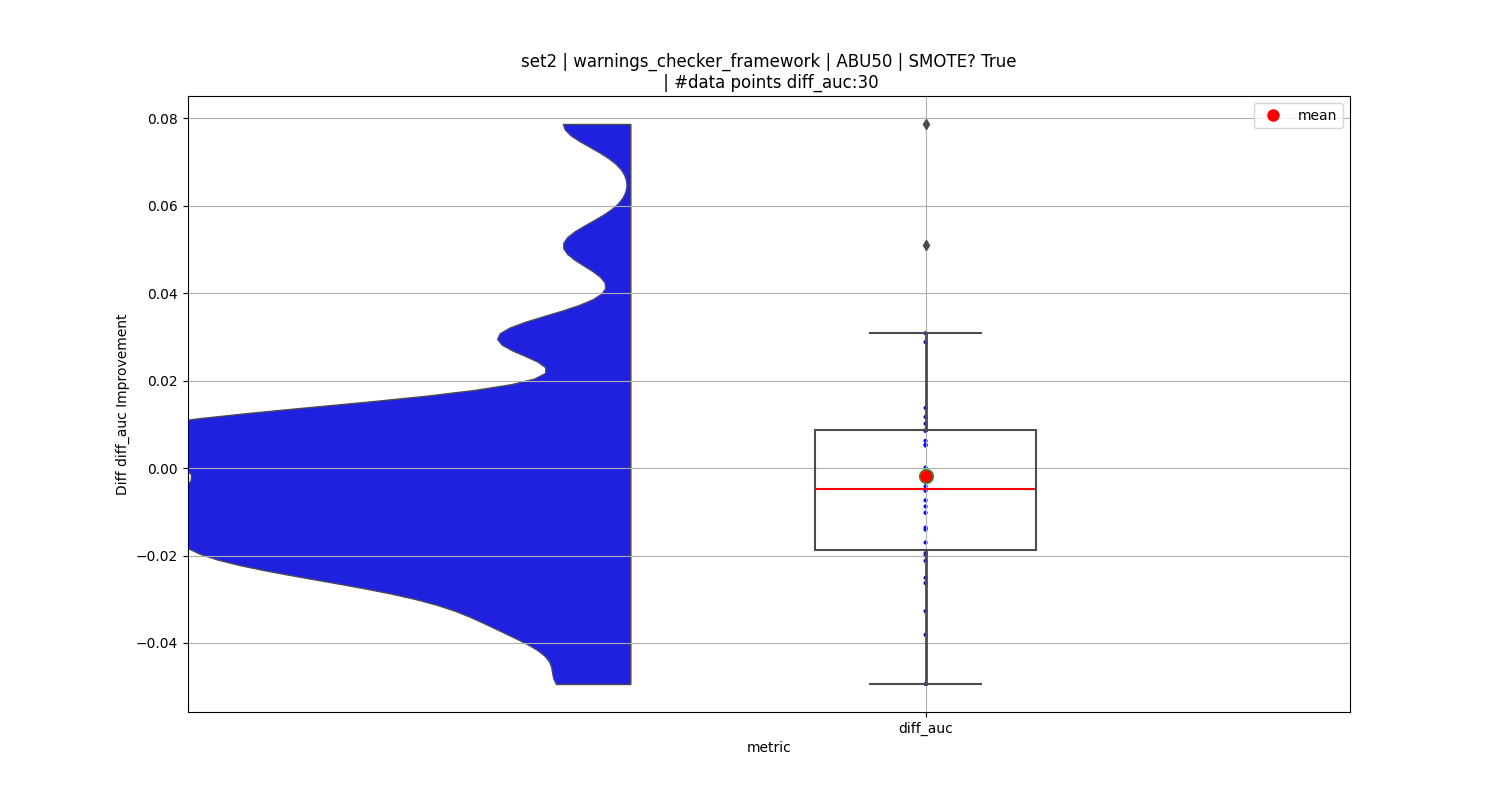 set2 | warnings_checker_framework | ABU50 | SMOTE? True
| #data points diff_auc:30
mean
0.08
0.06
0.04
0.02
0.00
−0.02
−0.04
Diff diff_auc Improvement
diff_auc
metric